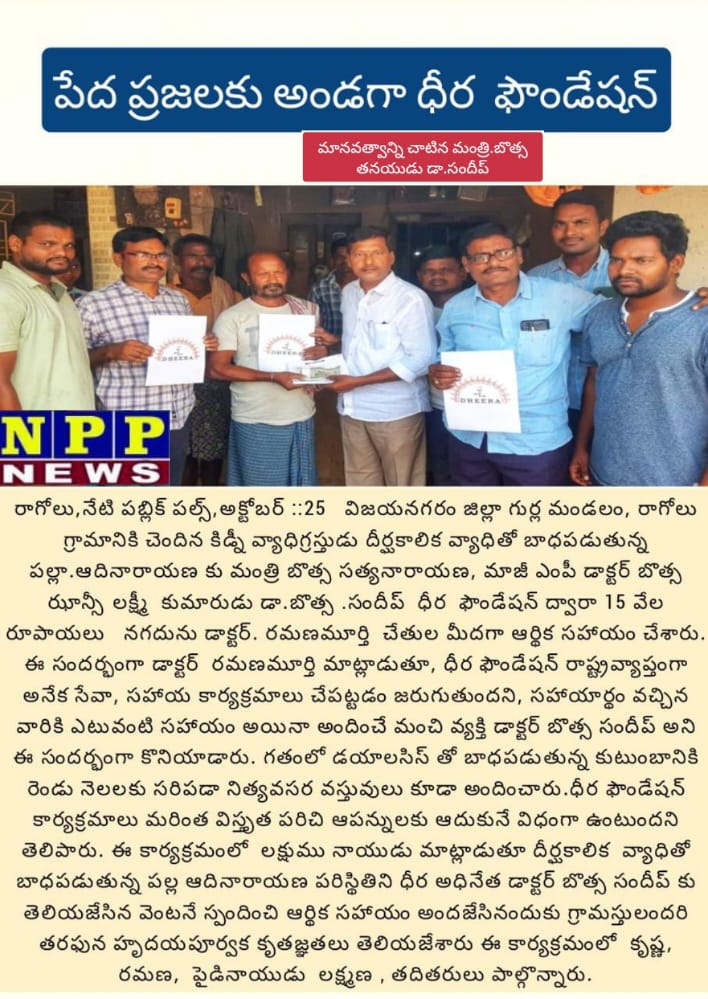 పేద ప్రజలకు అండగా ధీర ఫౌండేషన్
మానవత్వాన్ని చాటిన మంత్రి.బొత్స
తనయుడు డా.సందీప్
DHEERA
DHEERA
DHEERA
NPP
NEWS
రాగోలు,నేటి పబ్లిక్ పల్స్,అక్టోబర్ ::25 విజయనగరం జిల్లా గుర్ల మండలం, రాగోలు
గ్రామానికి చెందిన కిడ్నీ వ్యాధిగ్రస్తుడు దీర్ఘకాలిక వ్యాధితో బాధపడుతున్న
పల్లా.ఆదినారాయణ కు మంత్రి బొత్స సత్యనారాయణ, మాజీ ఎంపీ డాక్టర్ బొత్స
ఝాన్సీ లక్ష్మీ కుమారుడు డా.బొత్స .సందీప్ ధీర ఫౌండేషన్ ద్వారా 15 వేల
రూపాయలు నగదును డాక్టర్. రమణమూర్తి చేతుల మీదగా ఆర్థిక సహాయం చేశారు.
ఈ సందర్భంగా డాక్టర్ రమణమూర్తి మాట్లాడుతూ, ధీర ఫౌండేషన్ రాష్ట్రవ్యాప్తంగా
అనేక సేవా, సహాయ కార్యక్రమాలు చేపట్టడం జరుగుతుందని, సహాయార్థం వచ్చిన
వారికి ఎటువంటి సహాయం అయినా అందించే మంచి వ్యక్తి డాక్టర్ బొత్స సందీప్ అని
ఈ సందర్భంగా కొనియాడారు. గతంలో డయాలసిస్ తో బాధపడుతున్న కుటుంబానికి
రెండు నెలలకు సరిపడా నిత్యవసర వస్తువులు కూడా అందించారు.ధీర ఫౌండేషన్
కార్యక్రమాలు మరింత విస్తృత పరిచి ఆపన్నులకు ఆదుకునే విధంగా ఉంటుందని
తెలిపారు. ఈ కార్యక్రమంలో లక్షుము నాయుడు మాట్లాడుతూ దీర్ఘకాలిక వ్యాధితో
బాధపడుతున్న పల్ల ఆదినారాయణ పరిస్థితిని ధీర అధినేత డాక్టర్ బొత్స సందీప్ కు
తెలియజేసిన వెంటనే స్పందించి ఆర్థిక సహాయం అందజేసినందుకు గ్రామస్తులందరి
తరఫున హృదయపూర్వక కృతజ్ఞతలు తెలియజేశారు ఈ కార్యక్రమంలో కృష్ణ,
రమణ, పైడినాయుడు లక్ష్మణ , తదితరులు పాల్గొన్నారు.